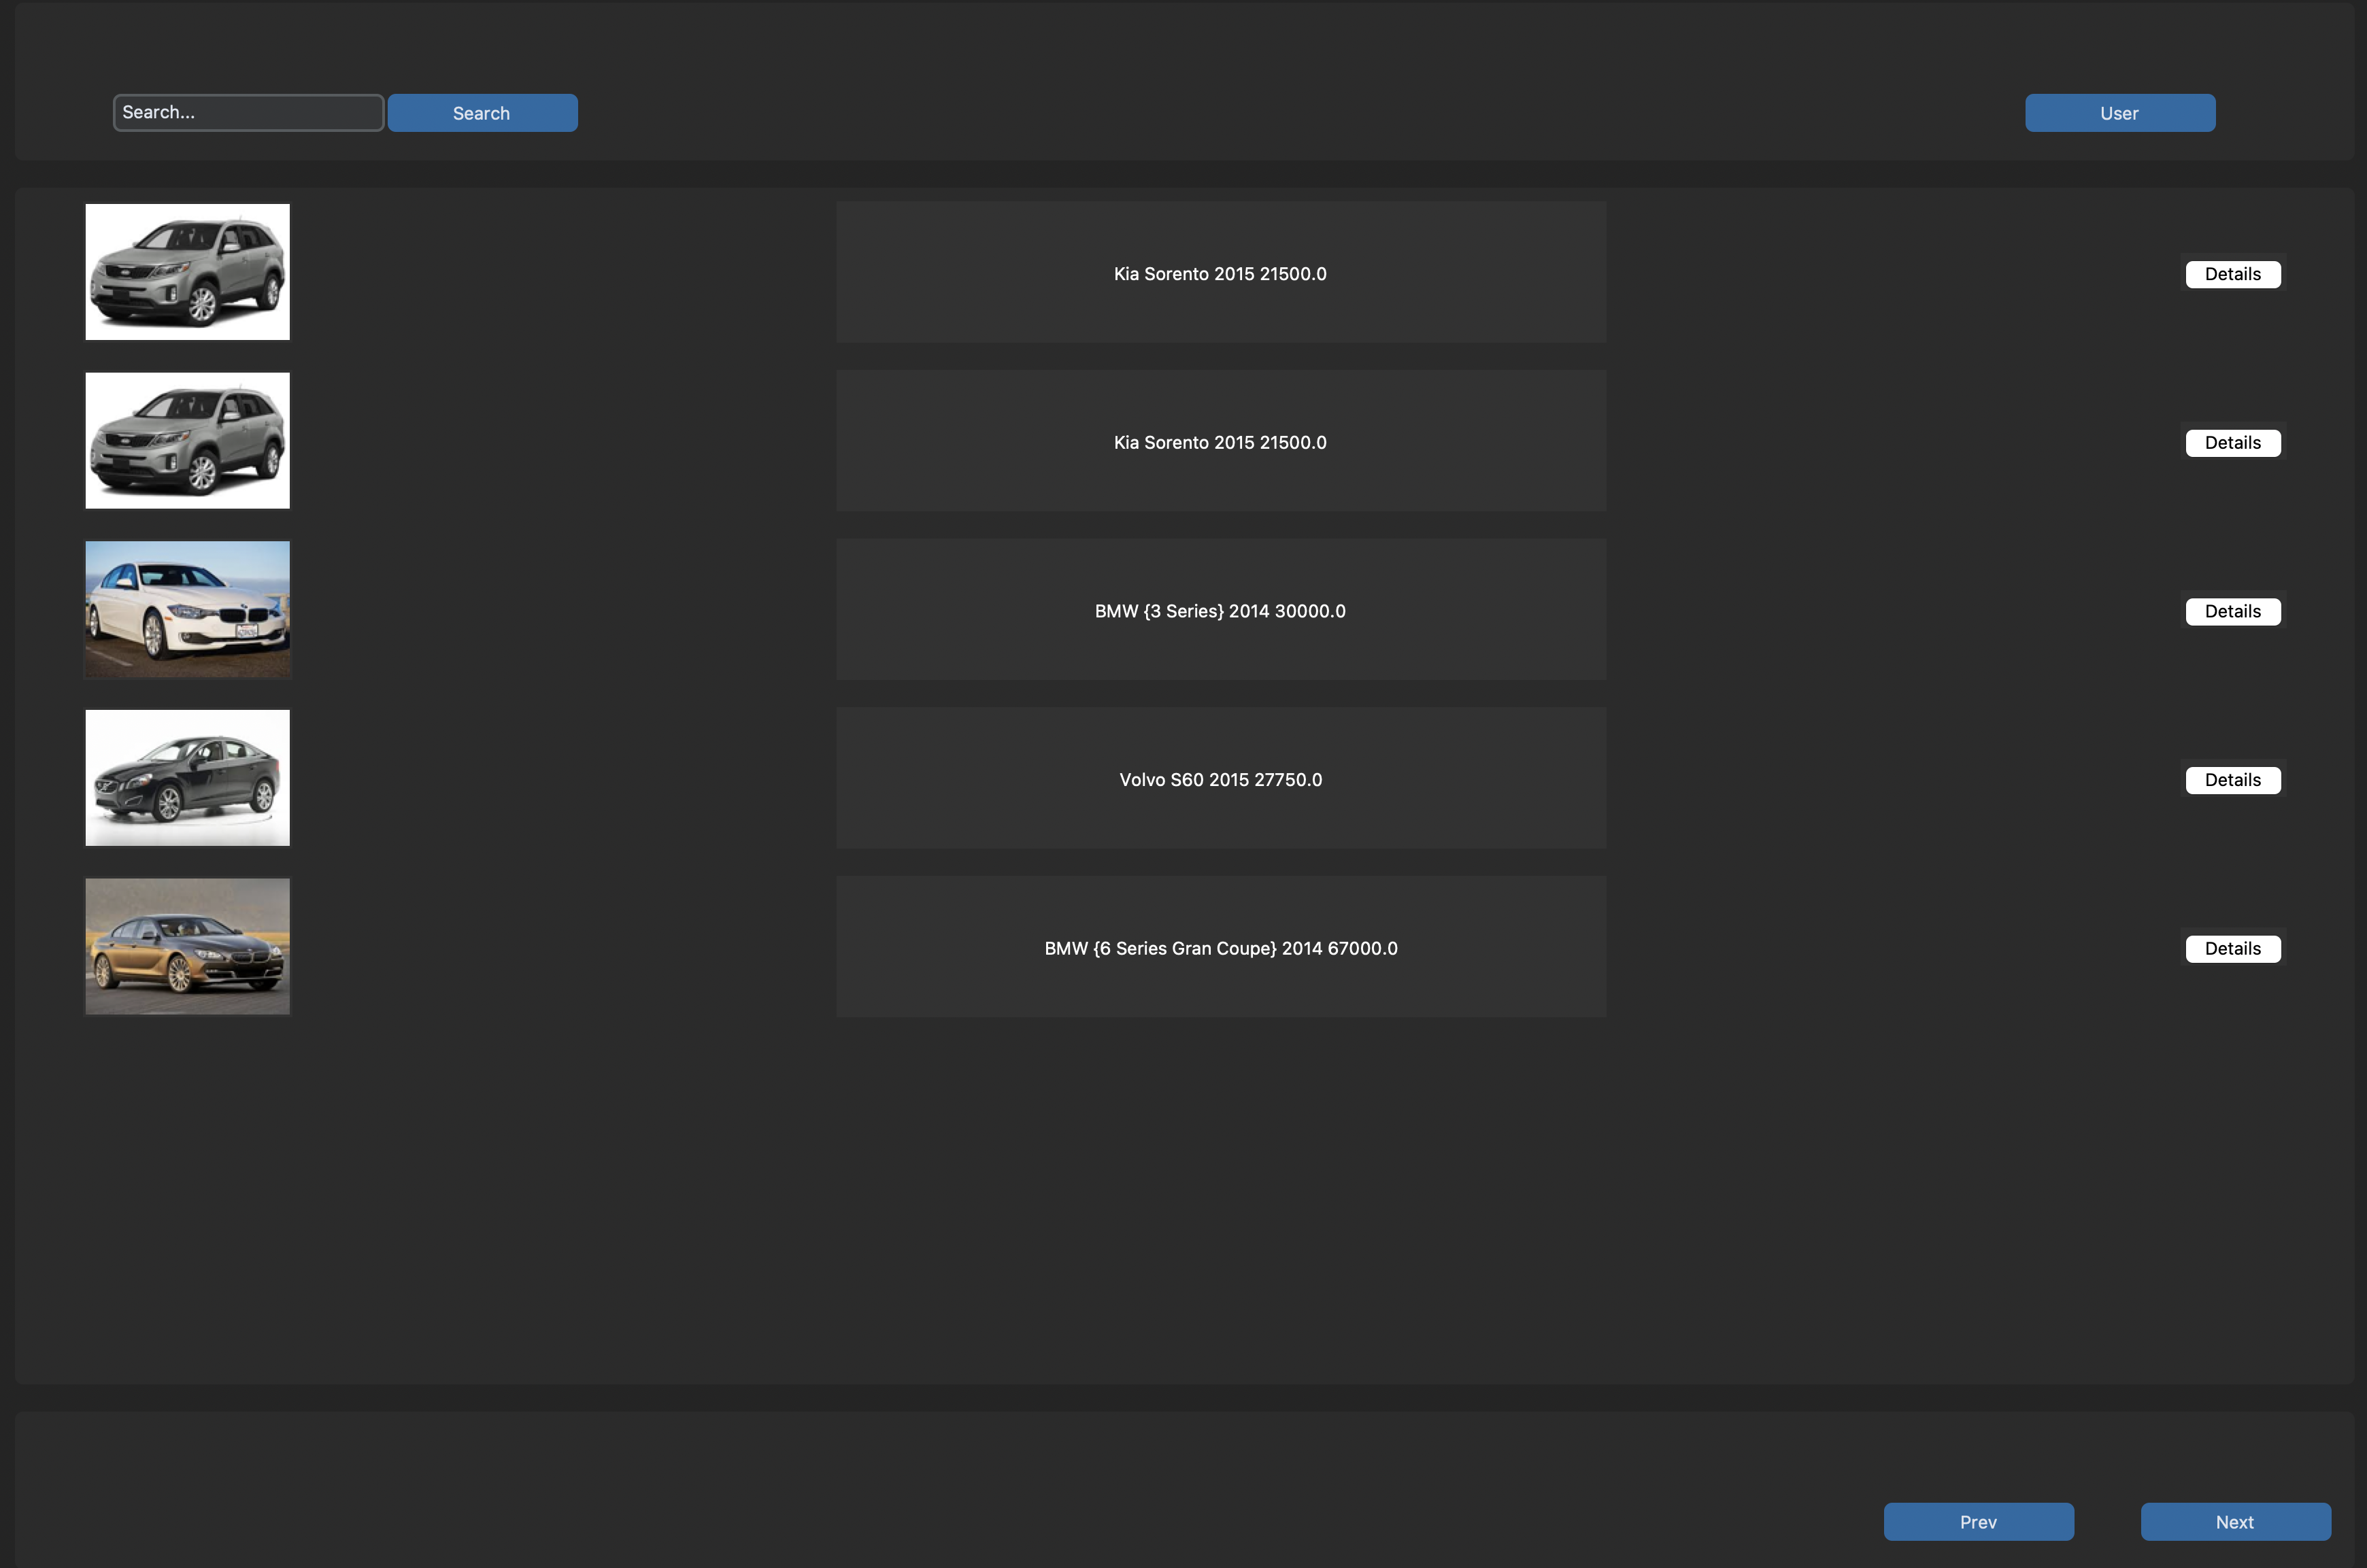 Search...
Search
User
Kia Sorento 2015 21500.0
Details
Kia Sorento 2015 21500.0
Details
BMW {3 Series} 2014 30000.0
Details
Volvo S60 2015 27750.0
Details
BMW {6 Series Gran Coupe} 2014 67000.0
Details
Prev
Next